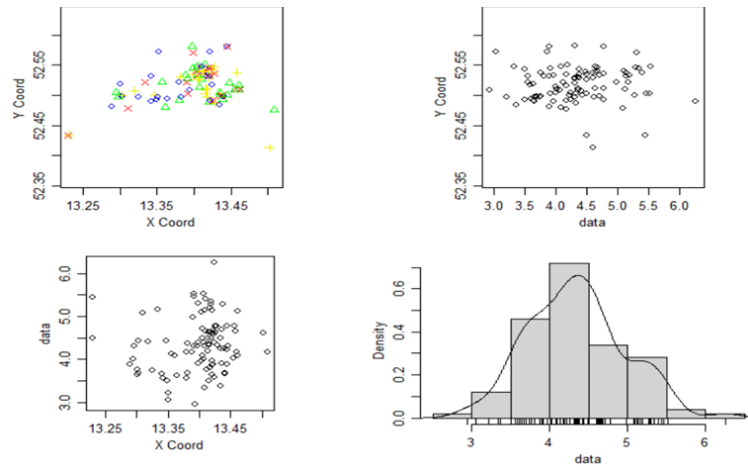 Y Coord
52.35 52.45 52.55
13.25 13.35 13.45
X Coord
Y Coord
52.35 52.45 52.55
3.0 3.5 4.0 4.5 5.0 5.5 6.0
data
data
3.0 4.0 5.0 6.0
13.25 13.35 13.45
X Coord
Density
0.0 0.2 0.4 0.6
3 4 5 6
data